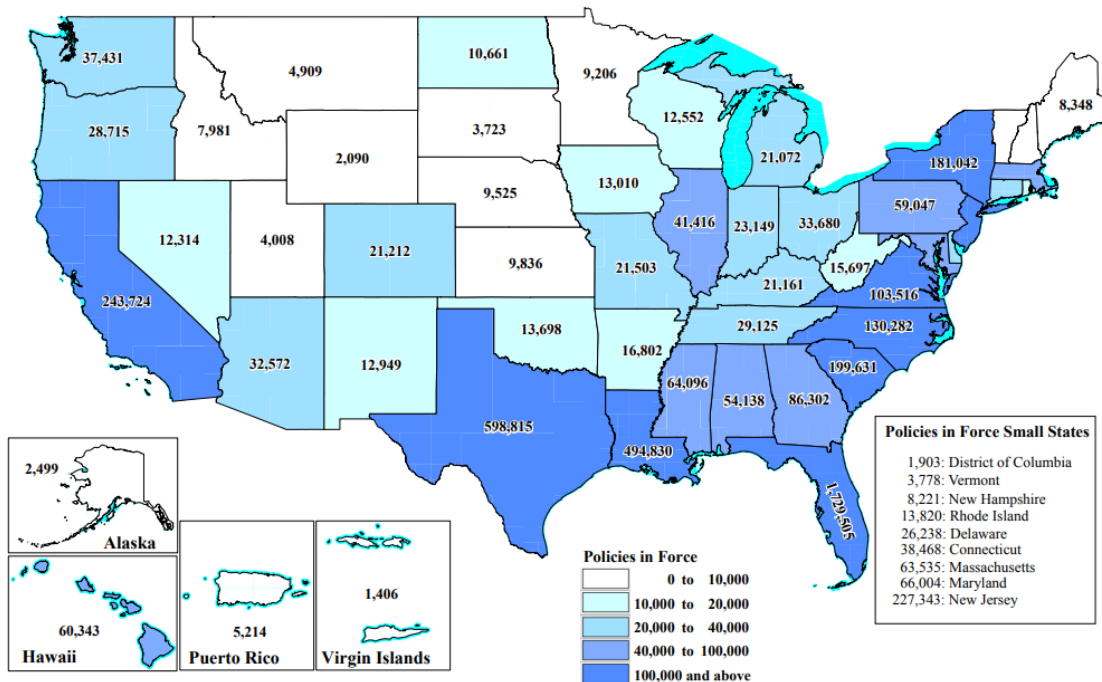 37,431
4,909
10,661
9,206
8,348
28,715
7,981
3,723
12,552
21,072
181,042
2,090
13,010
59,047
9,525
12,314
4,008
21,212
41,416
23,149
33,680
15,697
9,836
21,503
21,161
103,516
243,724
29,125
130,282
32,572
12,949
13,698
16,802
199,631
64,096
54,138
86,302
598,815
494,830
1,729,505
2,499
Alaska
60,343
Hawaii
5,214
Puerto Rico
1,406
Virgin Islands
Policies in Force
0 to 10,000
10,000 to 20,000
20,000 to 40,000
40,000 to 100,000
100,000 and above
Policies in Force Small States
1,903: District of Columbia
3,778: Vermont
8,221: New Hampshire
13,820: Rhode Island
26,238: Delaware
38,468: Connecticut
63,535: Massachusetts
66,004: Maryland
227,343: New Jersey